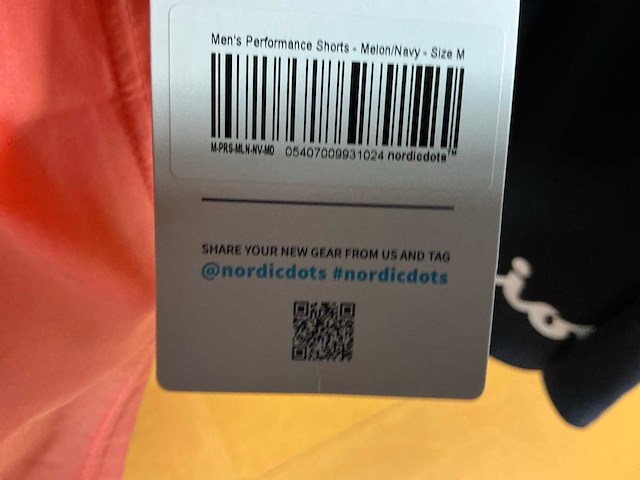 Men's Performance Shorts - Melon/Navy - Size M
M-PRS-MLN-NV-MD 05407009931024 nordicdots™
SHARE YOUR NEW GEAR FROM US AND TAG
@nordicdots #nordicdots